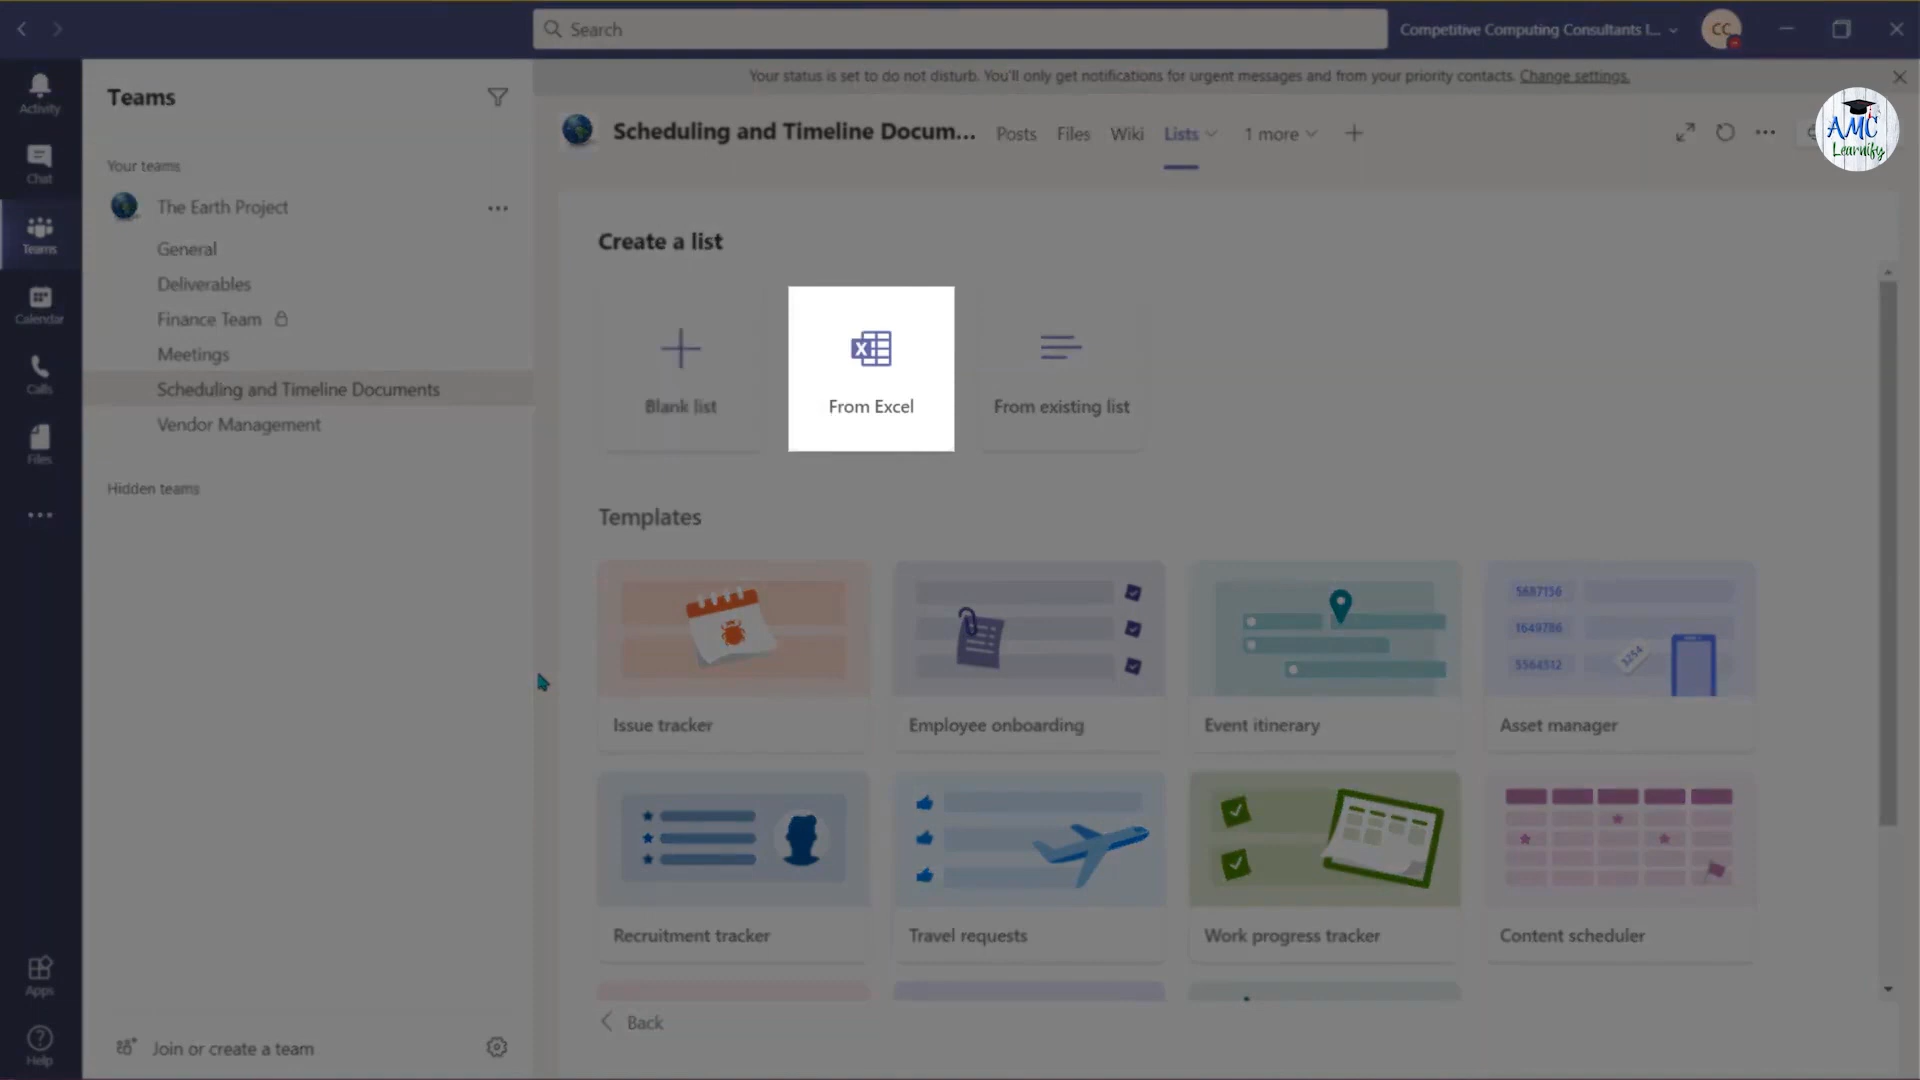 Search
Competitive Computing Consultants I...
CC
Activity
Chat
Teams
Calendar
Calls
Files
Apps
Help
Teams
Your teams
The Earth Project
General
Deliverables
Finance Team
Meetings
Scheduling and Timeline Documents
Vendor Management
Hidden teams
Join or create a team
Your status is set to do not disturb. You'll only get notifications for urgent messages and from your priority contacts. Change settings.
Scheduling and Timeline Docum... Posts Files Wiki Lists 1 more
AMC
Learnify
Create a list
Blank list
From Excel
From existing list
Templates
5687156
1649786
5564512
3254
Issue tracker
Employee onboarding
Event itinerary
Asset manager
Recruitment tracker
Travel requests
Work progress tracker
Content scheduler
Back